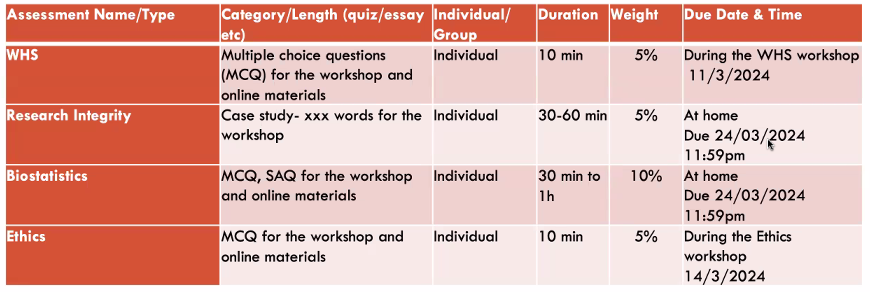 Assessment Name/Type Category/Length (quiz/essay Individual/ Duration Weight Due Date & Time
etc) Group
WHS Multiple choice questions Individual 10 min 5% During the WHS workshop
(MCQ) for the workshop and 11/3/2024
online materials
Research Integrity Case study- xxx words for the Individual 30-60 min 5% At home
workshop Due 24/03/2024
11:59pm
Biostatistics MCQ, SAQ for the workshop Individual 30 min to 10% At home
and online materials 1h Due 24/03/2024
11:59pm
Ethics MCQ for the workshop and Individual 10 min 5% During the Ethics
online materials workshop
14/3/2024